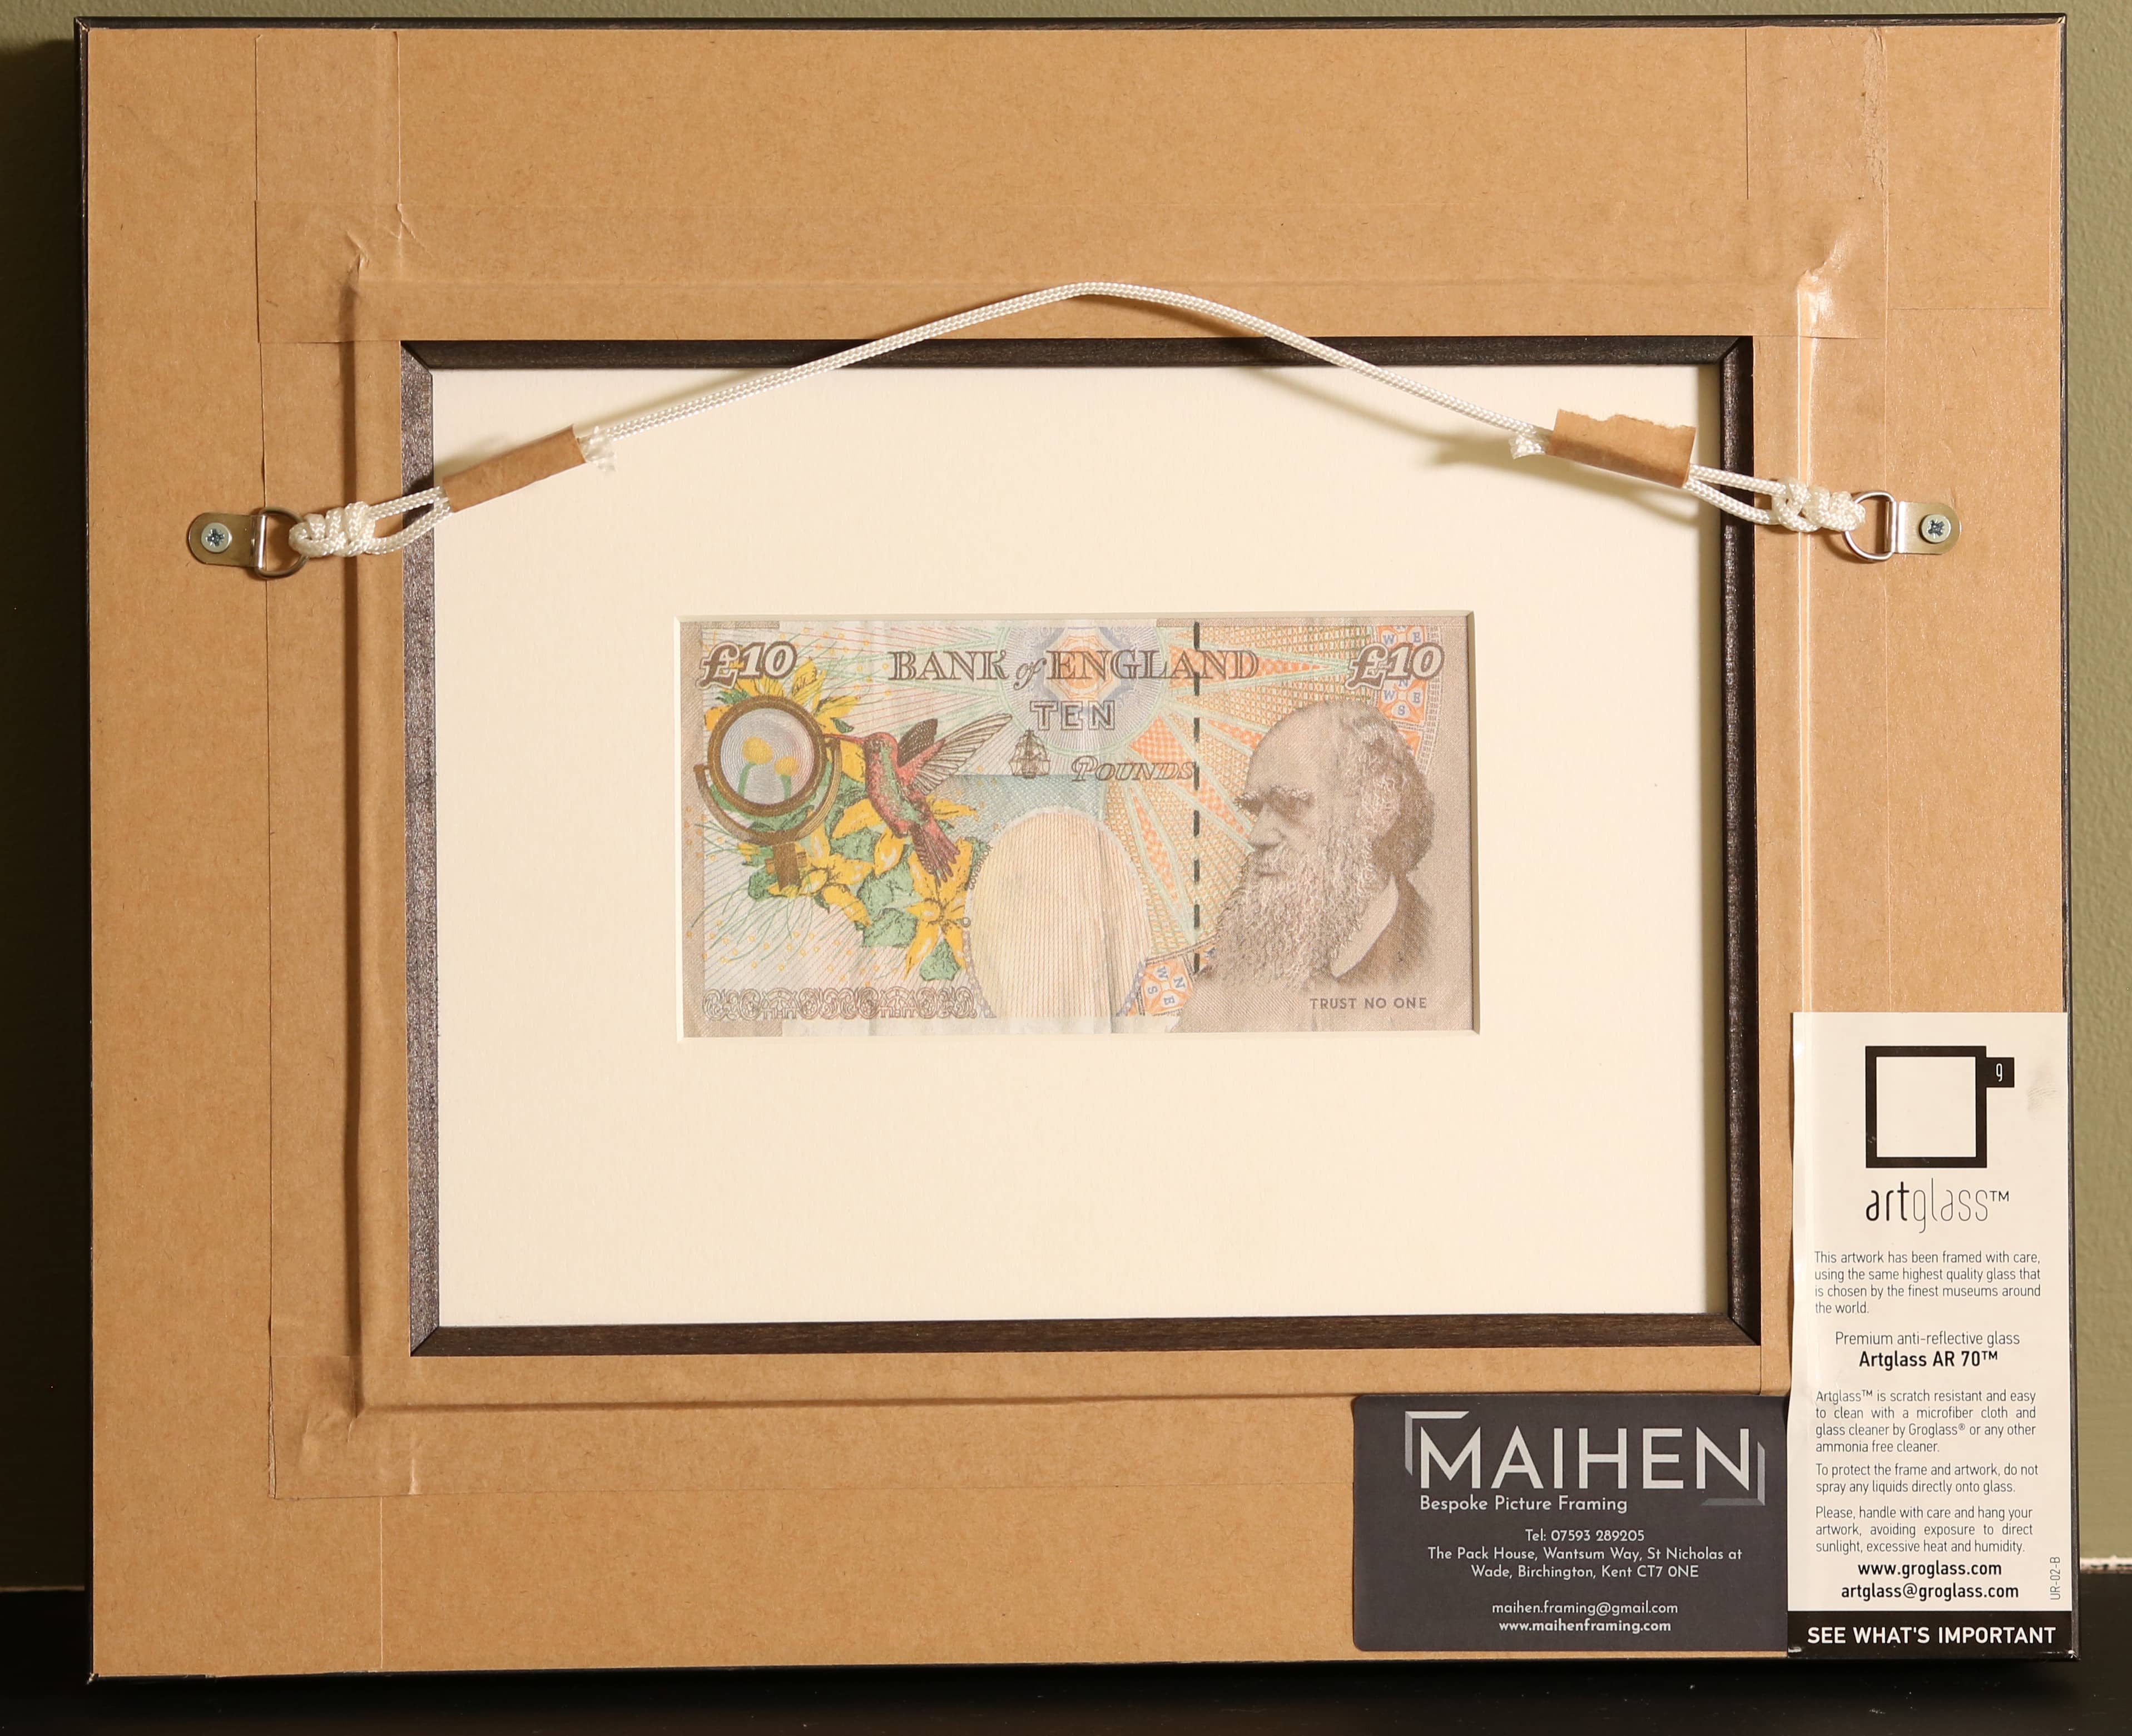 £10
BANK of ENGLAND
£10
TEN
POUNDS
W E
N
W E
S
W N
S E
TRUST NO ONE
g
artglass™
This artwork has been framed with care,
using the same highest quality glass that
is chosen by the finest museums around
the world.
Premium anti-reflective glass
Artglass AR 70™
Artglass™ is scratch resistant and easy
to clean with a microfiber cloth and
glass cleaner by Groglass® or any other
ammonia free cleaner.
To protect the frame and artwork, do not
spray any liquids directly onto glass.
Please, handle with care and hang your
artwork, avoiding exposure to direct
sunlight, excessive heat and humidity.
www.groglass.com
artglass@groglass.com
UR-02-B
SEE WHAT'S IMPORTANT
MAIHEN
Bespoke Picture Framing
Tel: 07593 289205
The Pack House, Wantsum Way, St Nicholas at
Wade, Birchington, Kent CT7 0NE
maihen.framing@gmail.com
www.maihenframing.com